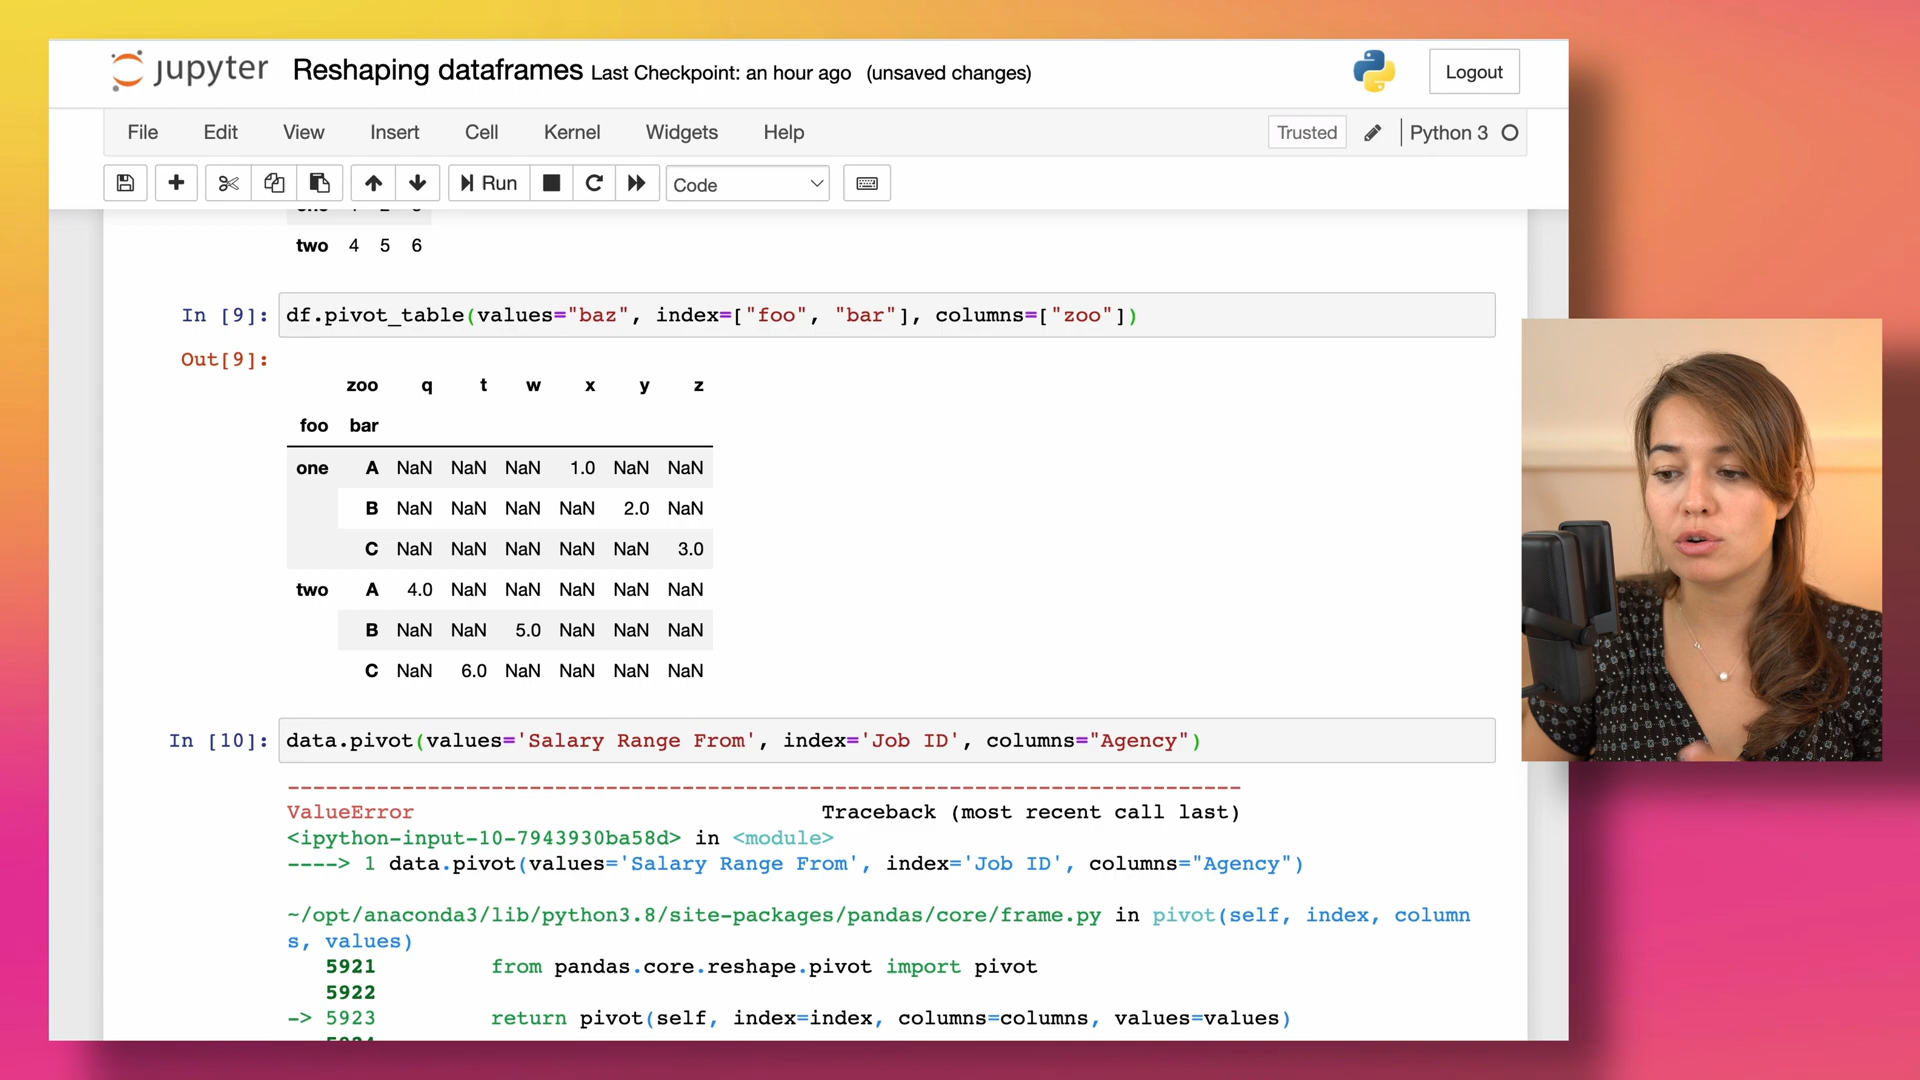 jupyter Reshaping dataframes Last Checkpoint: an hour ago (unsaved changes) Logout
File Edit View Insert Cell Kernel Widgets Help Trusted Python 3
Run Code
two 4 5 6
In [9]: df.pivot_table(values="baz", index=["foo", "bar"], columns=["zoo"])
Out[9]:
zoo q t w x y z
foo bar
one A NaN NaN NaN 1.0 NaN NaN
B NaN NaN NaN NaN 2.0 NaN
C NaN NaN NaN NaN NaN 3.0
two A 4.0 NaN NaN NaN NaN NaN
B NaN NaN 5.0 NaN NaN NaN
C NaN 6.0 NaN NaN NaN NaN
In [10]: data.pivot(values='Salary Range From', index='Job ID', columns="Agency")
---------------------------------------------------------------------------
ValueError Traceback (most recent call last)
<ipython-input-10-7943930ba58d> in <module>
----> 1 data.pivot(values='Salary Range From', index='Job ID', columns="Agency")
~/opt/anaconda3/lib/python3.8/site-packages/pandas/core/frame.py in pivot(self, index, column
s, values)
5921 from pandas.core.reshape.pivot import pivot
5922
-> 5923 return pivot(self, index=index, columns=columns, values=values)